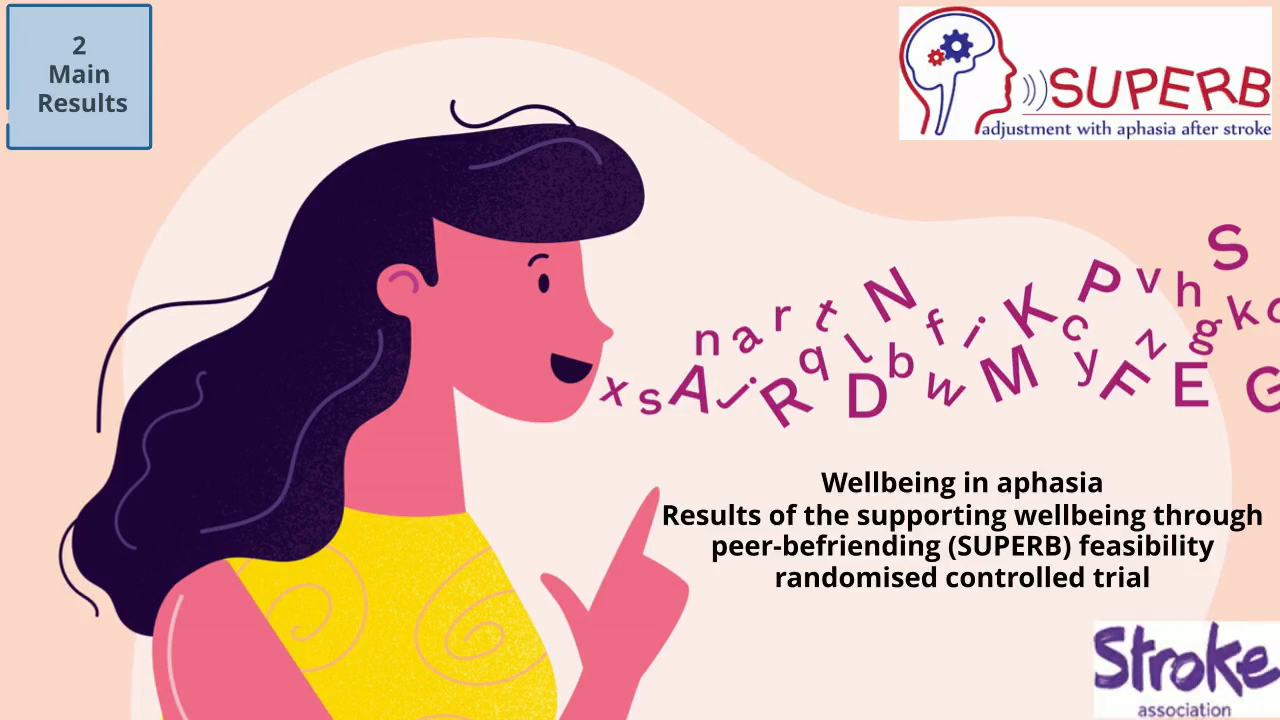 2
Main
Results
SUPERB
adjustment with aphasia after stroke
S
n a r t N f i K P v h k
x s A j R q l D b w M c y F z E g G
Wellbeing in aphasia
Results of the supporting wellbeing through
peer-befriending (SUPERB) feasibility
randomised controlled trial
Stroke
association